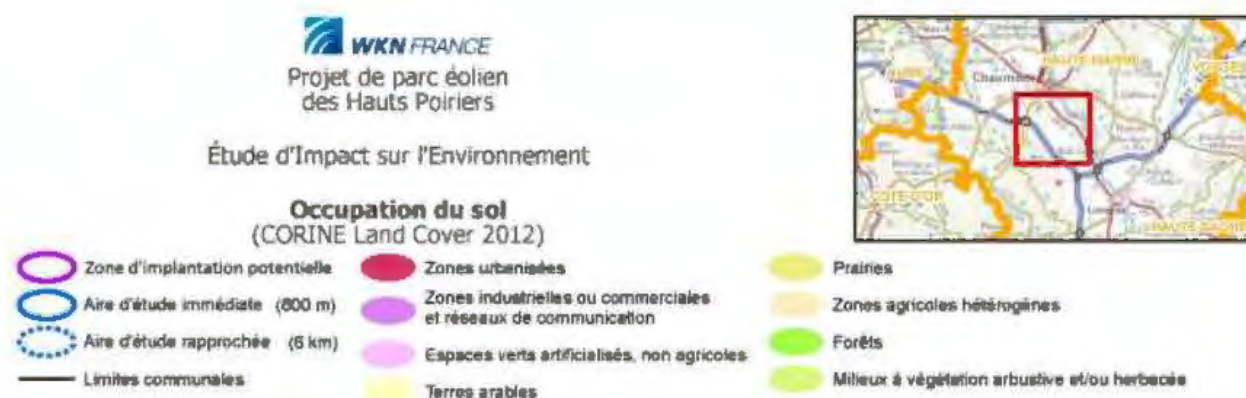 WKN FRANCE
Projet de parc éolien
des Hauts Poiriers
Étude d'Impact sur l'Environnement
Occupation du sol
(CORINE Land Cover 2012)
Zone d'implantation potentielle
Aire d'étude immédiate (600 m)
Aire d'étude rapprochée (6 km)
Limites communales
Zones urbanisées
Zones industrielles ou commerciales
et réseaux de communication
Espaces verts artificialisés, non agricoles
Terres arables
Prairies
Zones agricoles hétérogènes
Forêts
Milieux à végétation arbustive et/ou herbacée
HAUTE-MARNE
Chaumont
AUBE
VOSGES
COTE-D'OR
HAUTE-SAONE